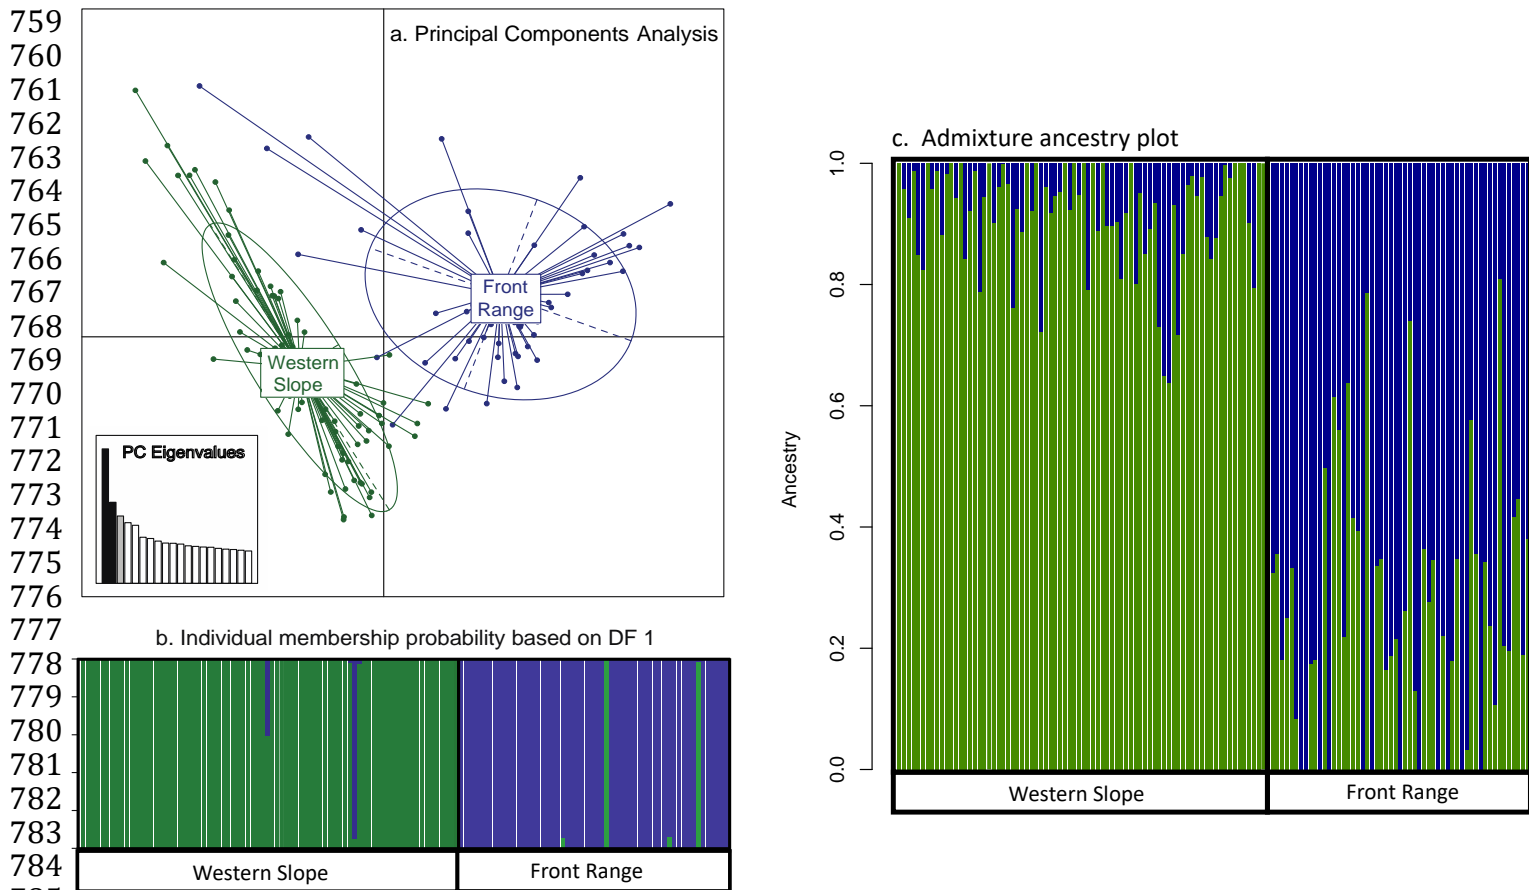 759
760
761
762
763
764
765
766
767
768
769
770
771
772
773
774
775
776
777
778
779
780
781
782
783
784
a. Principal Components Analysis
Front
Range
Western
Slope
PC Eigenvalues
b. Individual membership probability based on DF 1
Western Slope
Front Range
c. Admixture ancestry plot
Ancestry
1.0
0.8
0.6
0.4
0.2
0.0
Western Slope
Front Range